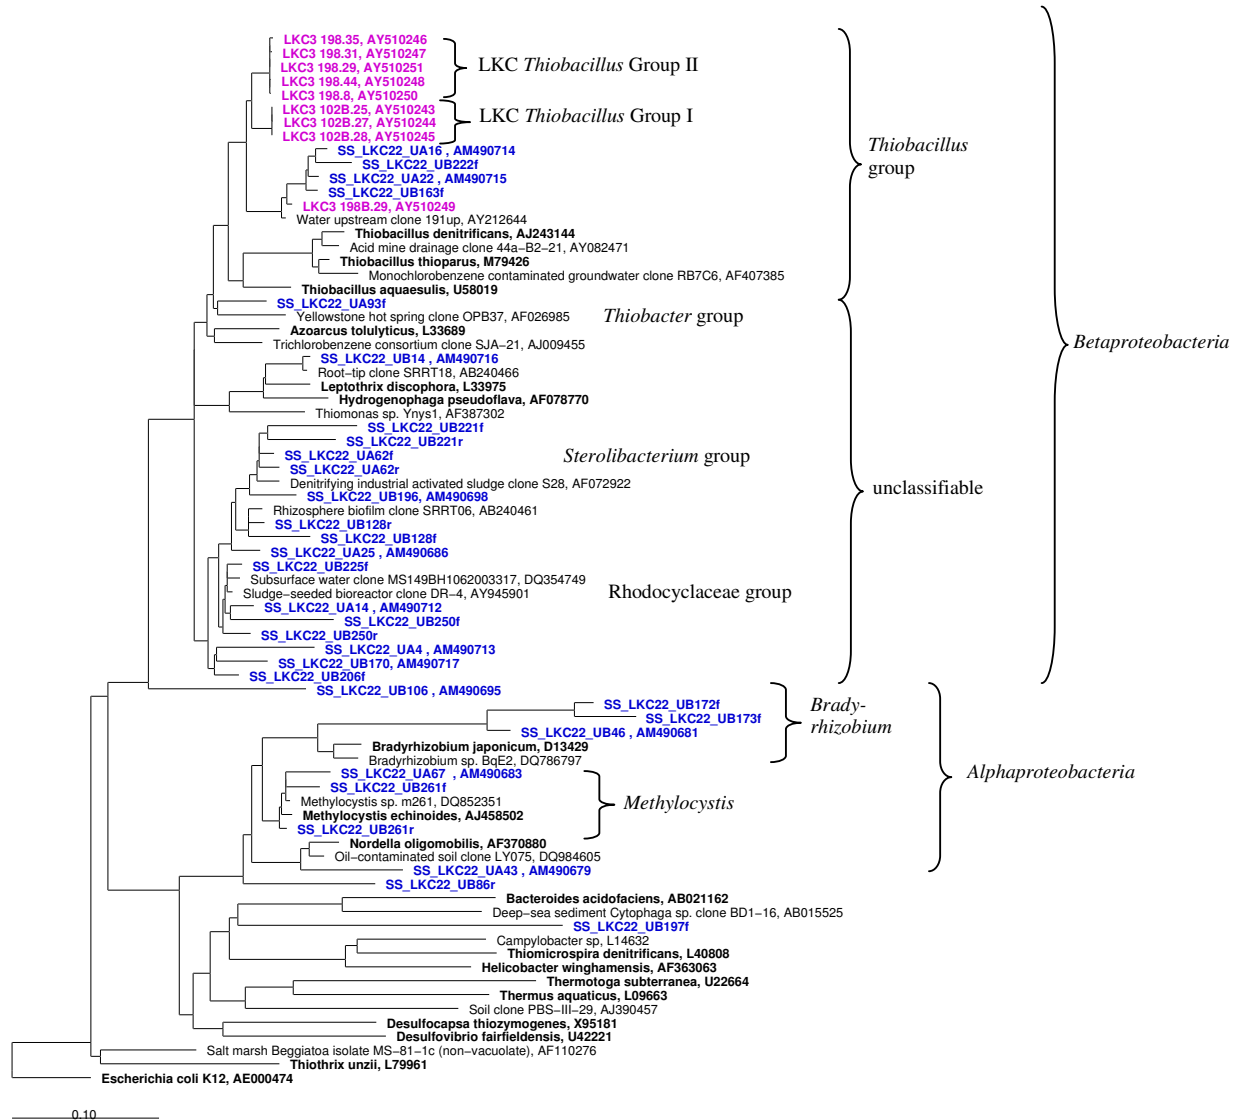 LKC3 198.35, AY510246
LKC3 198.31, AY510247
LKC3 198.29, AY510251
LKC3 198.44, AY510248
LKC3 198.8, AY510250
LKC Thiobacillus Group II
LKC3 102B.25, AY510243
LKC3 102B.27, AY510244
LKC3 102B.28, AY510245
LKC Thiobacillus Group I
SS_LKC22_UA16 , AM490714
SS_LKC22_UB222f
SS_LKC22_UA22 , AM490715
SS_LKC22_UB163f
LKC3 198B.29, AY510249
Water upstream clone 191up, AY212644
Thiobacillus denitrificans, AJ243144
Acid mine drainage clone 44a−B2−21, AY082471
Thiobacillus thioparus, M79426
Monochlorobenzene contaminated groundwater clone RB7C6, AF407385
Thiobacillus aquaesulis, U58019
Thiobacillus
group
SS_LKC22_UA93f
Yellowstone hot spring clone OPB37, AF026985
Thiobacter group
Azoarcus tolulyticus, L33689
Trichlorobenzene consortium clone SJA−21, AJ009455
SS_LKC22_UB14 , AM490716
Root−tip clone SRRT18, AB240466
Leptothrix discophora, L33975
Hydrogenophaga pseudoflava, AF078770
Thiomonas sp. Ynys1, AF387302
SS_LKC22_UB221f
SS_LKC22_UB221r
SS_LKC22_UA62f
SS_LKC22_UA62r
Sterolibacterium group
Denitrifying industrial activated sludge clone S28, AF072922
SS_LKC22_UB196, AM490698
Rhizosphere biofilm clone SRRT06, AB240461
SS_LKC22_UB128r
SS_LKC22_UB128f
SS_LKC22_UA25 , AM490686
SS_LKC22_UB225f
Subsurface water clone MS149BH1062003317, DQ354749
Sludge−seeded bioreactor clone DR−4, AY945901
Rhodocyclaceae group
SS_LKC22_UA14 , AM490712
SS_LKC22_UB250f
SS_LKC22_UB250r
SS_LKC22_UA4 , AM490713
SS_LKC22_UB170, AM490717
SS_LKC22_UB206f
unclassifiable
SS_LKC22_UB106 , AM490695
Betaproteobacteria
SS_LKC22_UB172f
SS_LKC22_UB173f
SS_LKC22_UB46 , AM490681
Bradyrhizobium japonicum, D13429
Bradyrhizobium sp. BqE2, DQ786797
Brady-
rhizobium
SS_LKC22_UA67 , AM490683
SS_LKC22_UB261f
Methylocystis sp. m261, DQ852351
Methylocystis echinoides, AJ458502
SS_LKC22_UB261r
Methylocystis
Nordella oligomobilis, AF370880
Oil−contaminated soil clone LY075, DQ984605
SS_LKC22_UA43 , AM490679
Alphaproteobacteria
SS_LKC22_UB86r
Bacteroides acidofaciens, AB021162
Deep−sea sediment Cytophaga sp. clone BD1−16, AB015525
SS_LKC22_UB197f
Campylobacter sp, L14632
Thiomicrospira denitrificans, L40808
Helicobacter winghamensis, AF363063
Thermotoga subterranea, U22664
Thermus aquaticus, L09663
Soil clone PBS−III−29, AJ390457
Desulfocapsa thiozymogenes, X95181
Desulfovibrio fairfieldensis, U42221
Salt marsh Beggiatoa isolate MS−81−1c (non−vacuolate), AF110276
Thiothrix unzii, L79961
Escherichia coli K12, AE000474
0.10